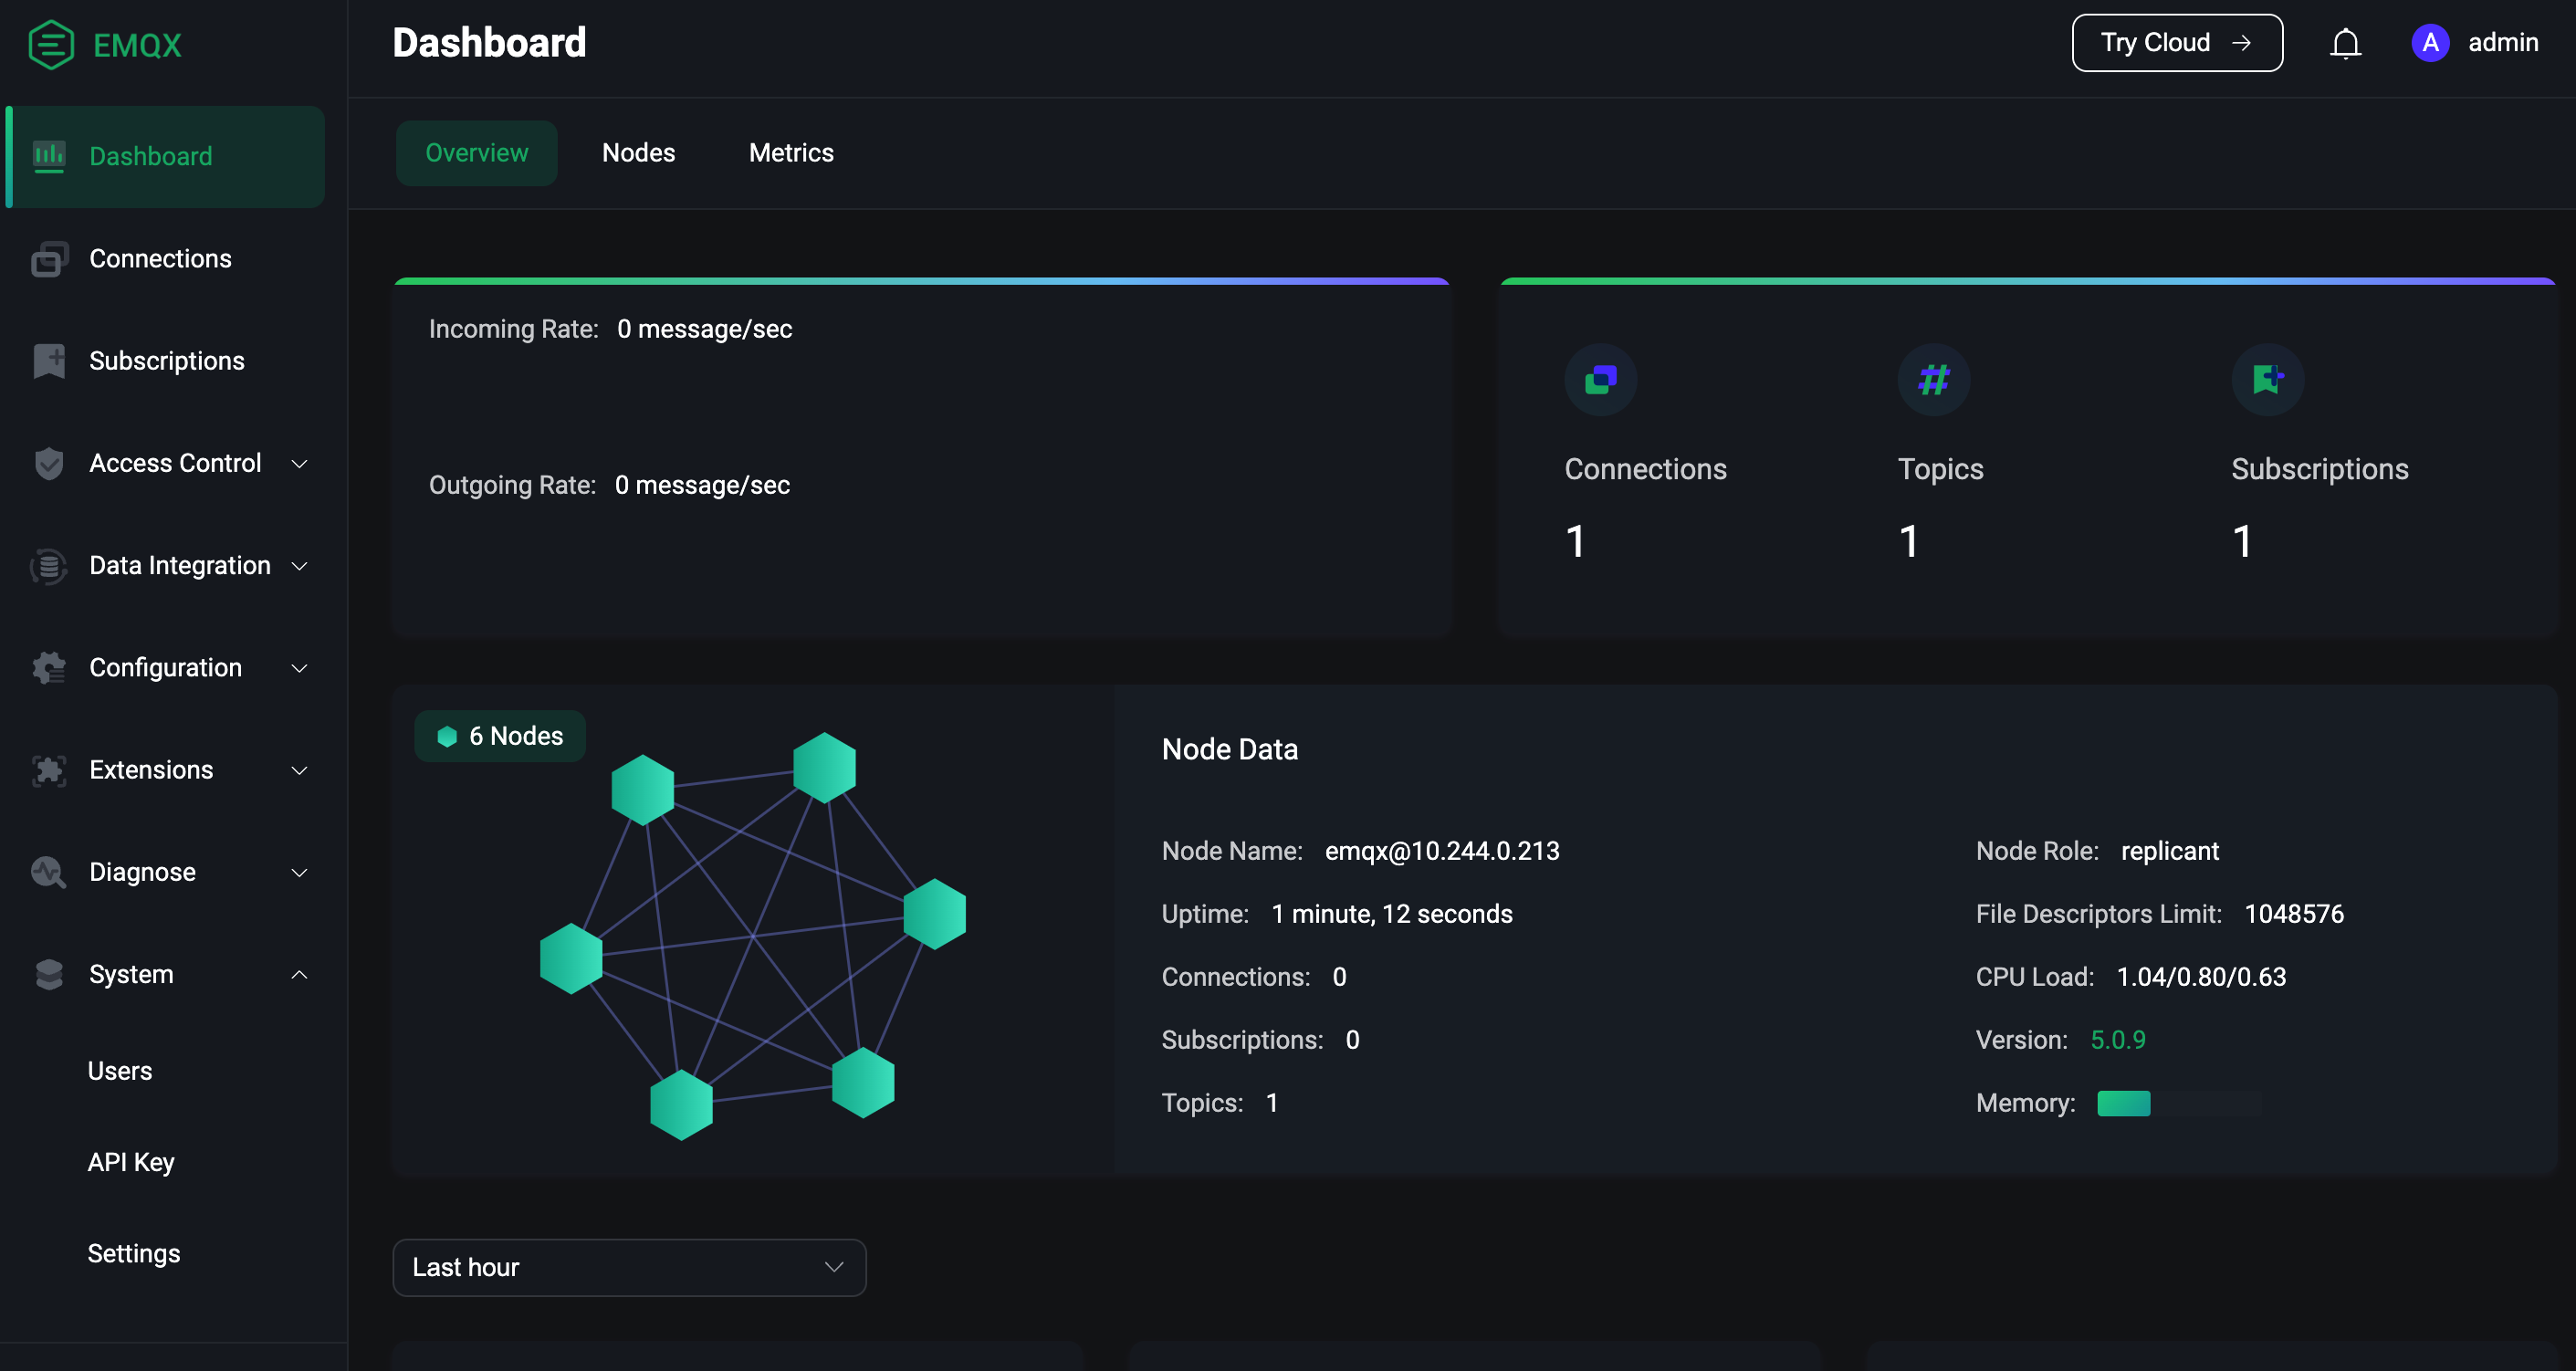 EMQX
Dashboard
Try Cloud →
A
admin
Dashboard
Connections
Subscriptions
Access Control
Data Integration
Configuration
Extensions
Diagnose
System
Users
API Key
Settings
Overview
Nodes
Metrics
Incoming Rate: 0 message/sec
Outgoing Rate: 0 message/sec
Connections
1
Topics
1
Subscriptions
1
6 Nodes
Node Data
Node Name: emqx@10.244.0.213
Node Role: replicant
Uptime: 1 minute, 12 seconds
File Descriptors Limit: 1048576
Connections: 0
CPU Load: 1.04/0.80/0.63
Subscriptions: 0
Version: 5.0.9
Topics: 1
Memory:
Last hour